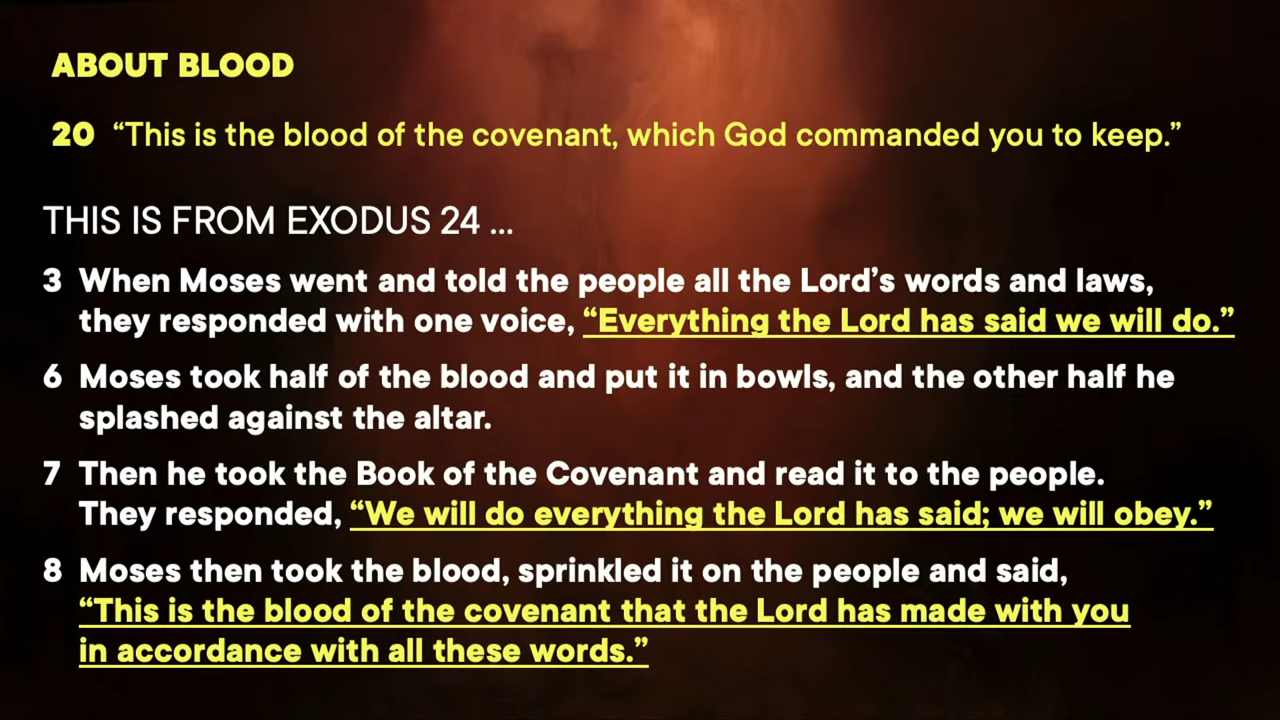 ABOUT BLOOD
20 “This is the blood of the covenant, which God commanded you to keep.”
THIS IS FROM EXODUS 24 ...
3 When Moses went and told the people all the Lord’s words and laws,
they responded with one voice, “Everything the Lord has said we will do.”
6 Moses took half of the blood and put it in bowls, and the other half he
splashed against the altar.
7 Then he took the Book of the Covenant and read it to the people.
They responded, “We will do everything the Lord has said; we will obey.”
8 Moses then took the blood, sprinkled it on the people and said,
“This is the blood of the covenant that the Lord has made with you
in accordance with all these words.”